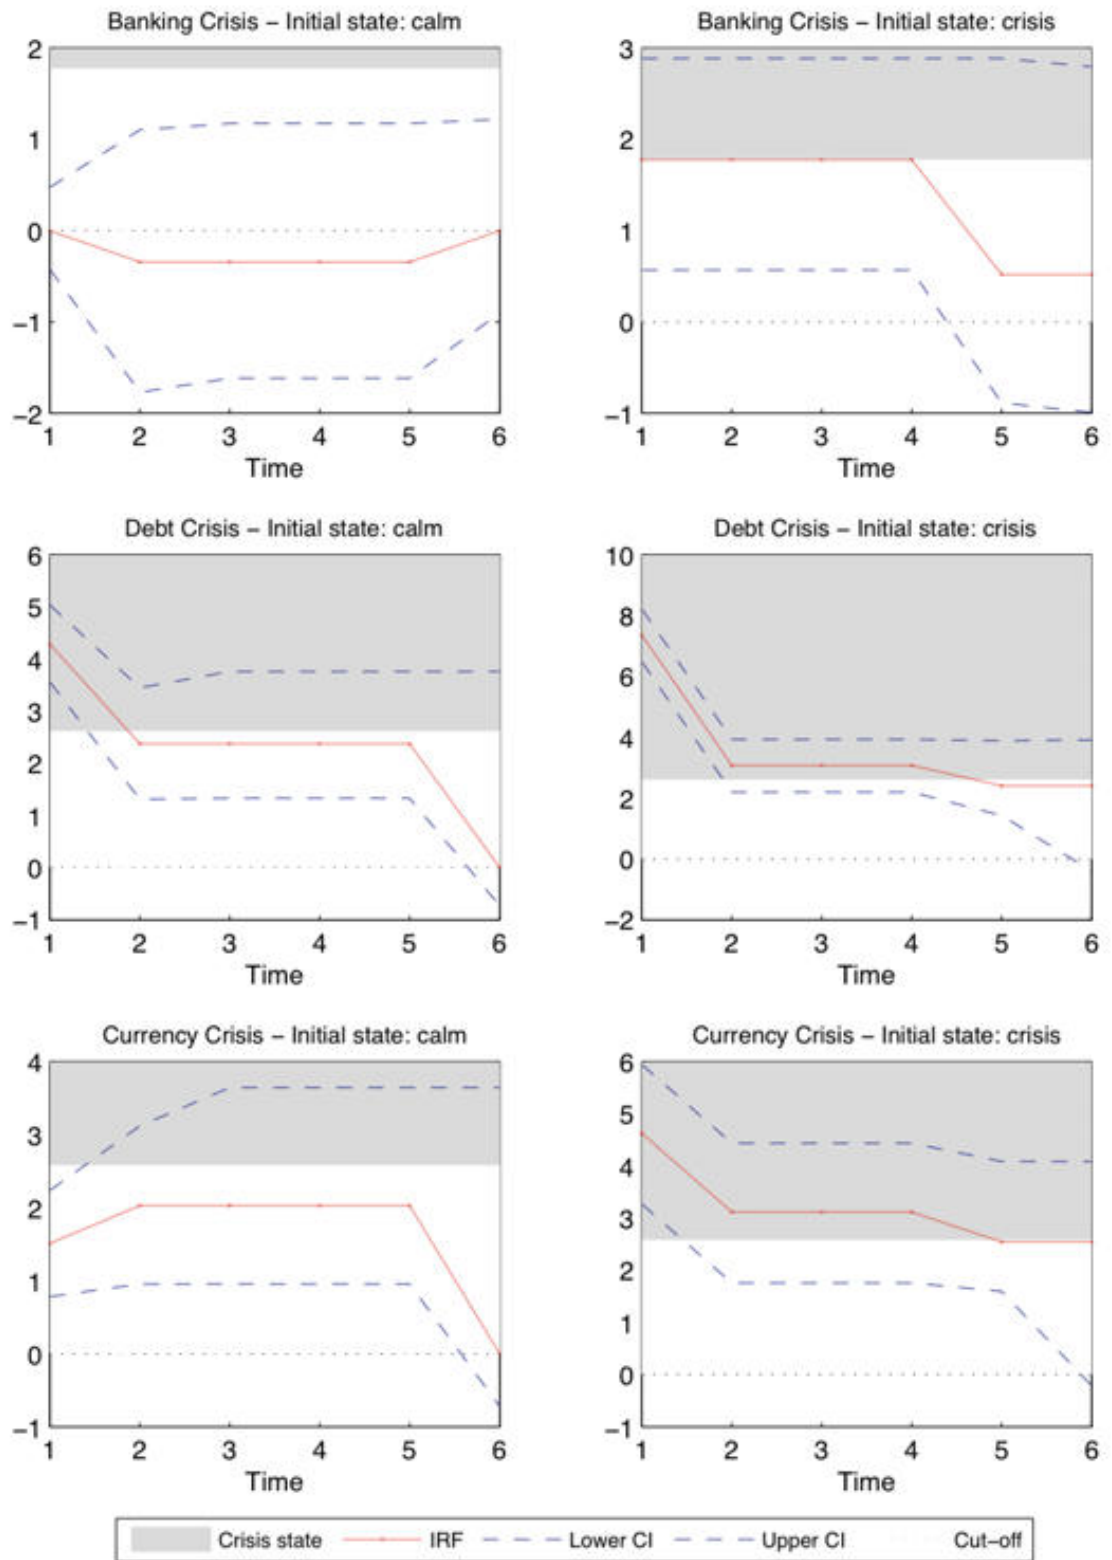 Banking Crisis – Initial state: calm
2
1
0
–1
–2
1 2 3 4 5 6
Time
Banking Crisis – Initial state: crisis
3
2
1
0
–1
1 2 3 4 5 6
Time
Debt Crisis – Initial state: calm
6
5
4
3
2
1
0
–1
1 2 3 4 5 6
Time
Debt Crisis – Initial state: crisis
10
8
6
4
2
0
–2
1 2 3 4 5 6
Time
Currency Crisis – Initial state: calm
4
3
2
1
0
–1
1 2 3 4 5 6
Time
Currency Crisis – Initial state: crisis
6
5
4
3
2
1
0
–1
1 2 3 4 5 6
Time
Crisis state IRF Lower CI Upper CI Cut–off